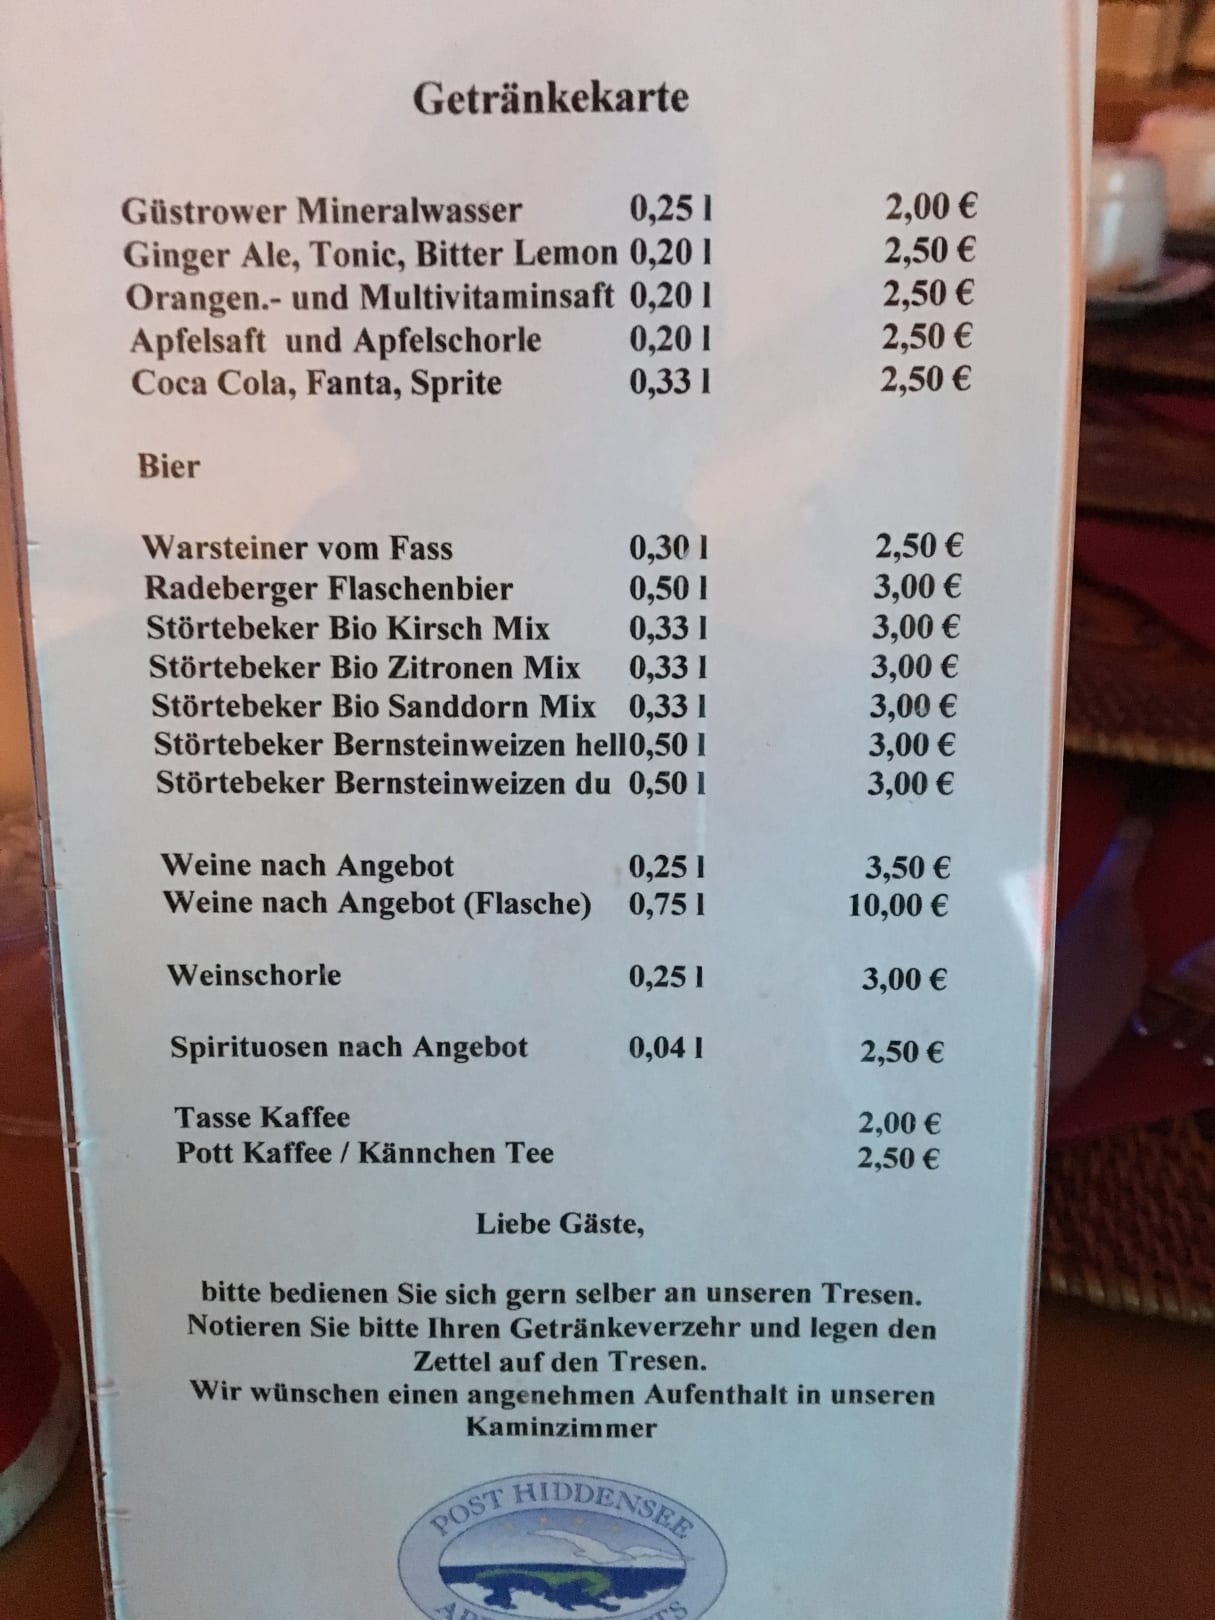 Getränkekarte
Güstrower Mineralwasser 0,25 l 2,00 €
Ginger Ale, Tonic, Bitter Lemon 0,20 l 2,50 €
Orangen.- und Multivitaminsaft 0,20 l 2,50 €
Apfelsaft und Apfelschorle 0,20 l 2,50 €
Coca Cola, Fanta, Sprite 0,33 l 2,50 €
Bier
Warsteiner vom Fass 0,30 l 2,50 €
Radeberger Flaschenbier 0,50 l 3,00 €
Störtebeker Bio Kirsch Mix 0,33 l 3,00 €
Störtebeker Bio Zitronen Mix 0,33 l 3,00 €
Störtebeker Bio Sanddorn Mix 0,33 l 3,00 €
Störtebeker Bernsteinweizen hell0,50 l 3,00 €
Störtebeker Bernsteinweizen du 0,50 l 3,00 €
Weine nach Angebot 0,25 l 3,50 €
Weine nach Angebot (Flasche) 0,75 l 10,00 €
Weinschorle 0,25 l 3,00 €
Spirituosen nach Angebot 0,04 l 2,50 €
Tasse Kaffee 2,00 €
Pott Kaffee / Kännchen Tee 2,50 €
Liebe Gäste,
bitte bedienen Sie sich gern selber an unseren Tresen.
Notieren Sie bitte Ihren Getränkeverzehr und legen den
Zettel auf den Tresen.
Wir wünschen einen angenehmen Aufenthalt in unseren
Kaminzimmer
POST HIDDENSEE